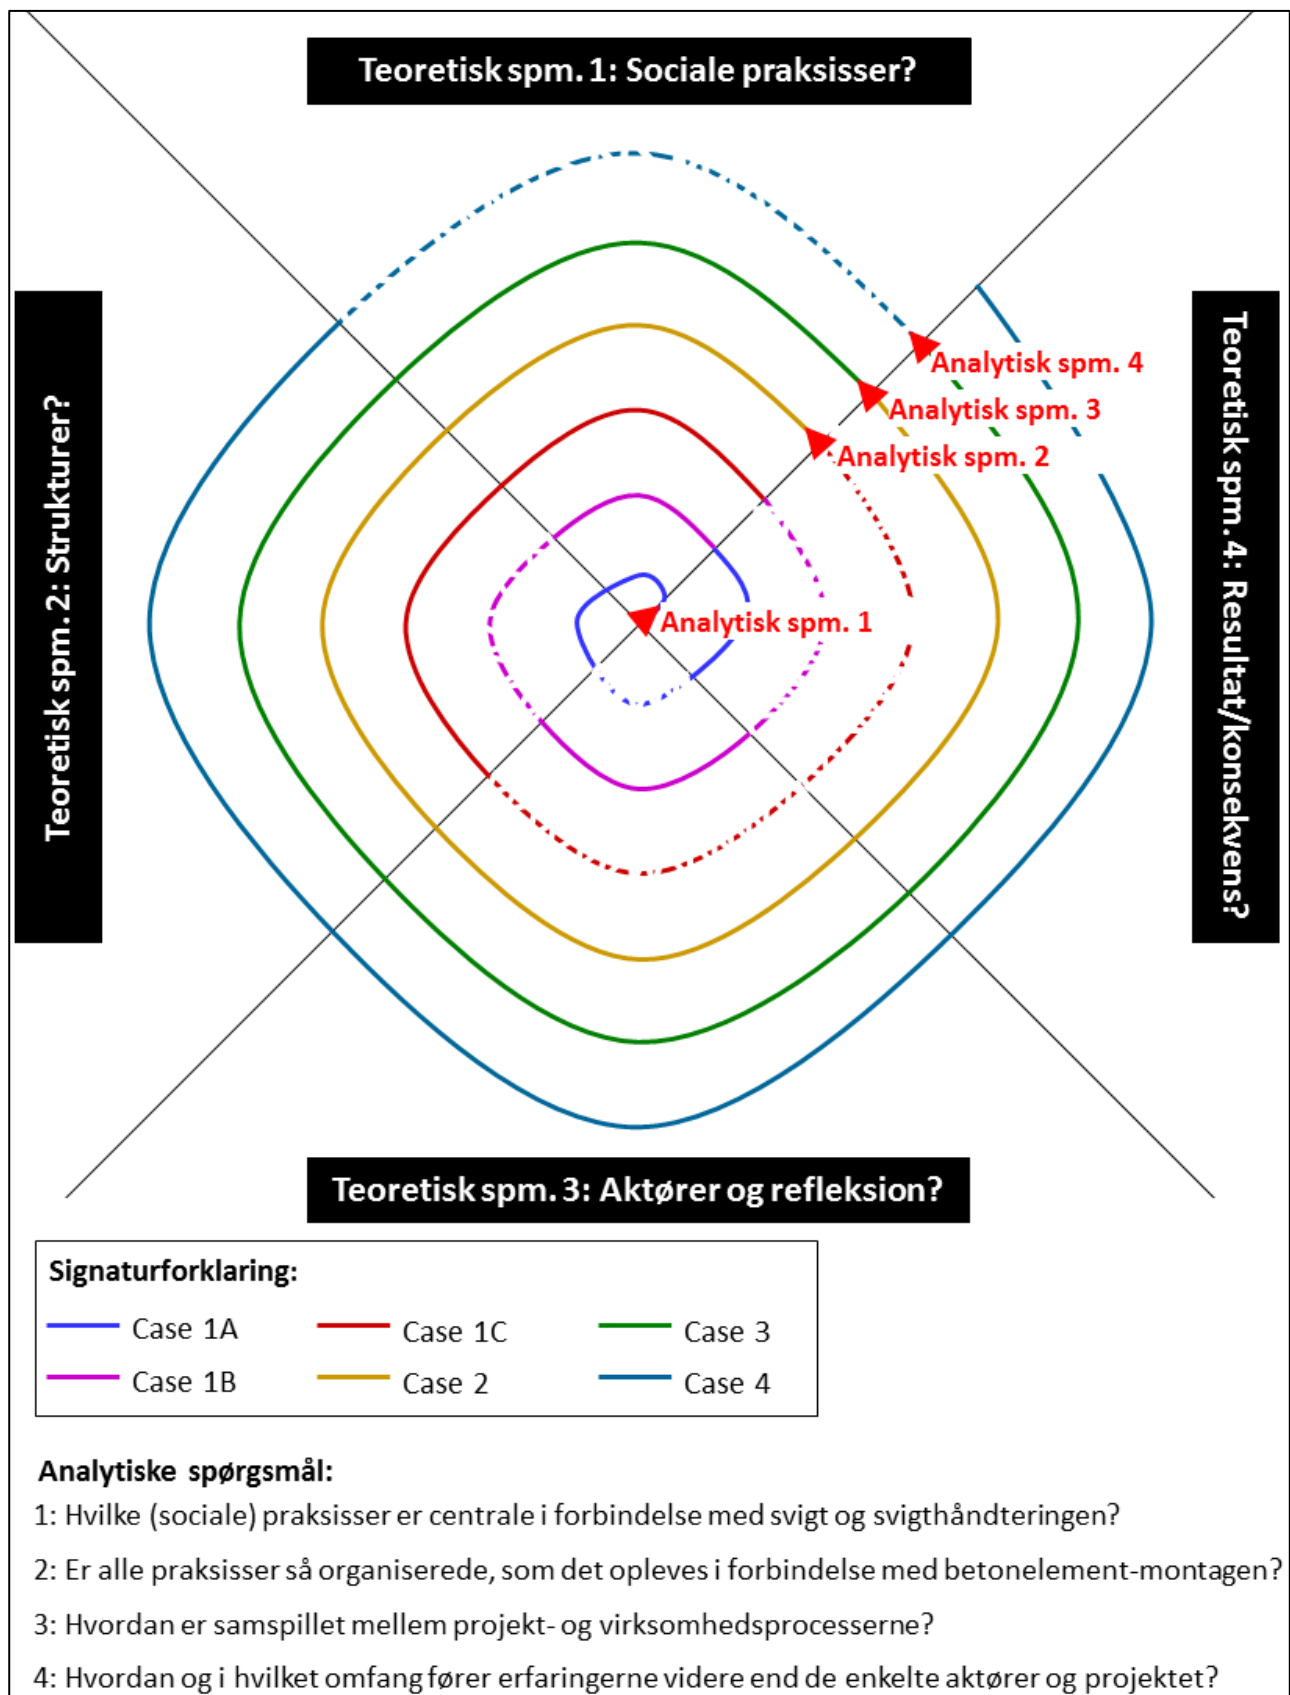 Teoretisk spm. 1: Sociale praksisser?
Teoretisk spm. 2: Strukturer?
Teoretisk spm. 4: Resultat/konsekvens?
Analytisk spm. 4
Analytisk spm. 3
Analytisk spm. 2
Analytisk spm. 1
Teoretisk spm. 3: Aktører og refleksion?
Signaturforklaring:
Case 1A
Case 1C
Case 3
Case 1B
Case 2
Case 4
Analytiske spørgsmål:
1: Hvilke (sociale) praksisser er centrale i forbindelse med svigt og svigthåndteringen?
2: Er alle praksisser så organiserede, som det opleves i forbindelse med betonelement-montagen?
3: Hvordan er samspillet mellem projekt- og virksomhedsprocesserne?
4: Hvordan og i hvilket omfang fører erfaringerne videre end de enkelte aktører og projektet?